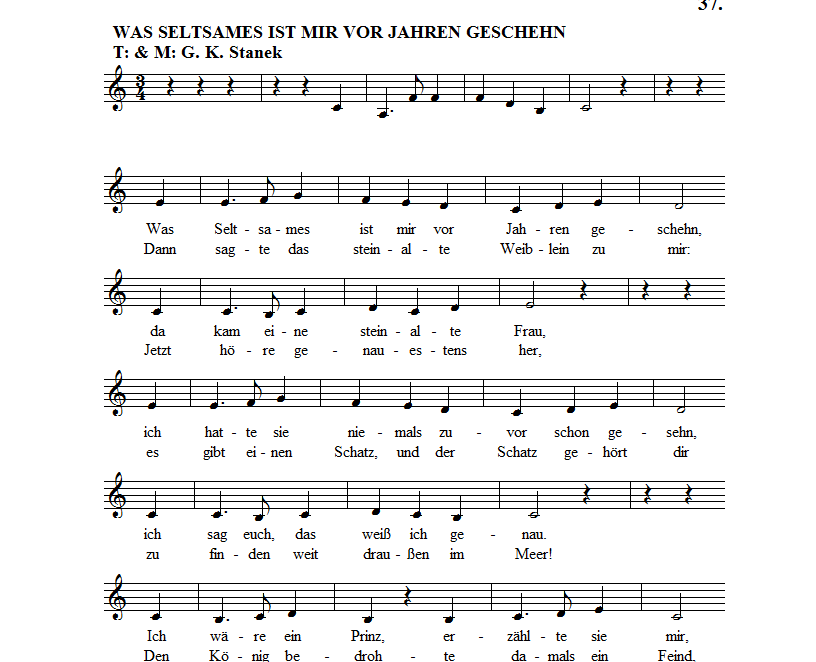 37.
WAS SELTSAMES IST MIR VOR JAHREN GESCHEHN
T: & M: G. K. Stanek
Was Selt - sa - mes ist mir vor Jah - ren ge - schehn,
Dann sag - te das stein - al - te Weib - lein zu mir:
da kam ei - ne stein - al - te Frau,
Jetzt hö - re ge - nau - es - tens her,
ich hat - te sie nie - mals zu - vor schon ge - sehn,
es gibt ei - nen Schatz, und der Schatz ge - hört dir
ich sag euch, das weiß ich ge - nau.
zu fin - den weit drau - ßen im Meer!
Ich wä - re ein Prinz, er - zähl - te sie mir,
Den Kö - nig be - droh - te da - mals ein Feind,